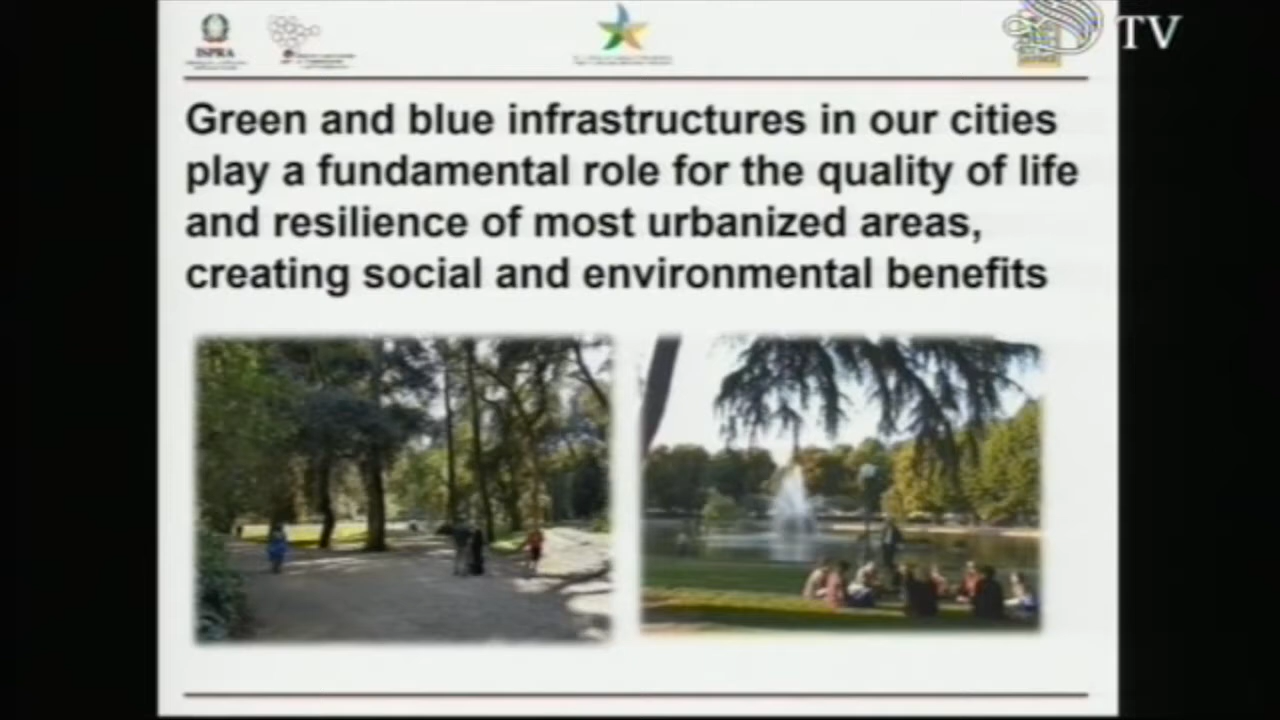 ISPRA
TV
Green and blue infrastructures in our cities
play a fundamental role for the quality of life
and resilience of most urbanized areas,
creating social and environmental benefits